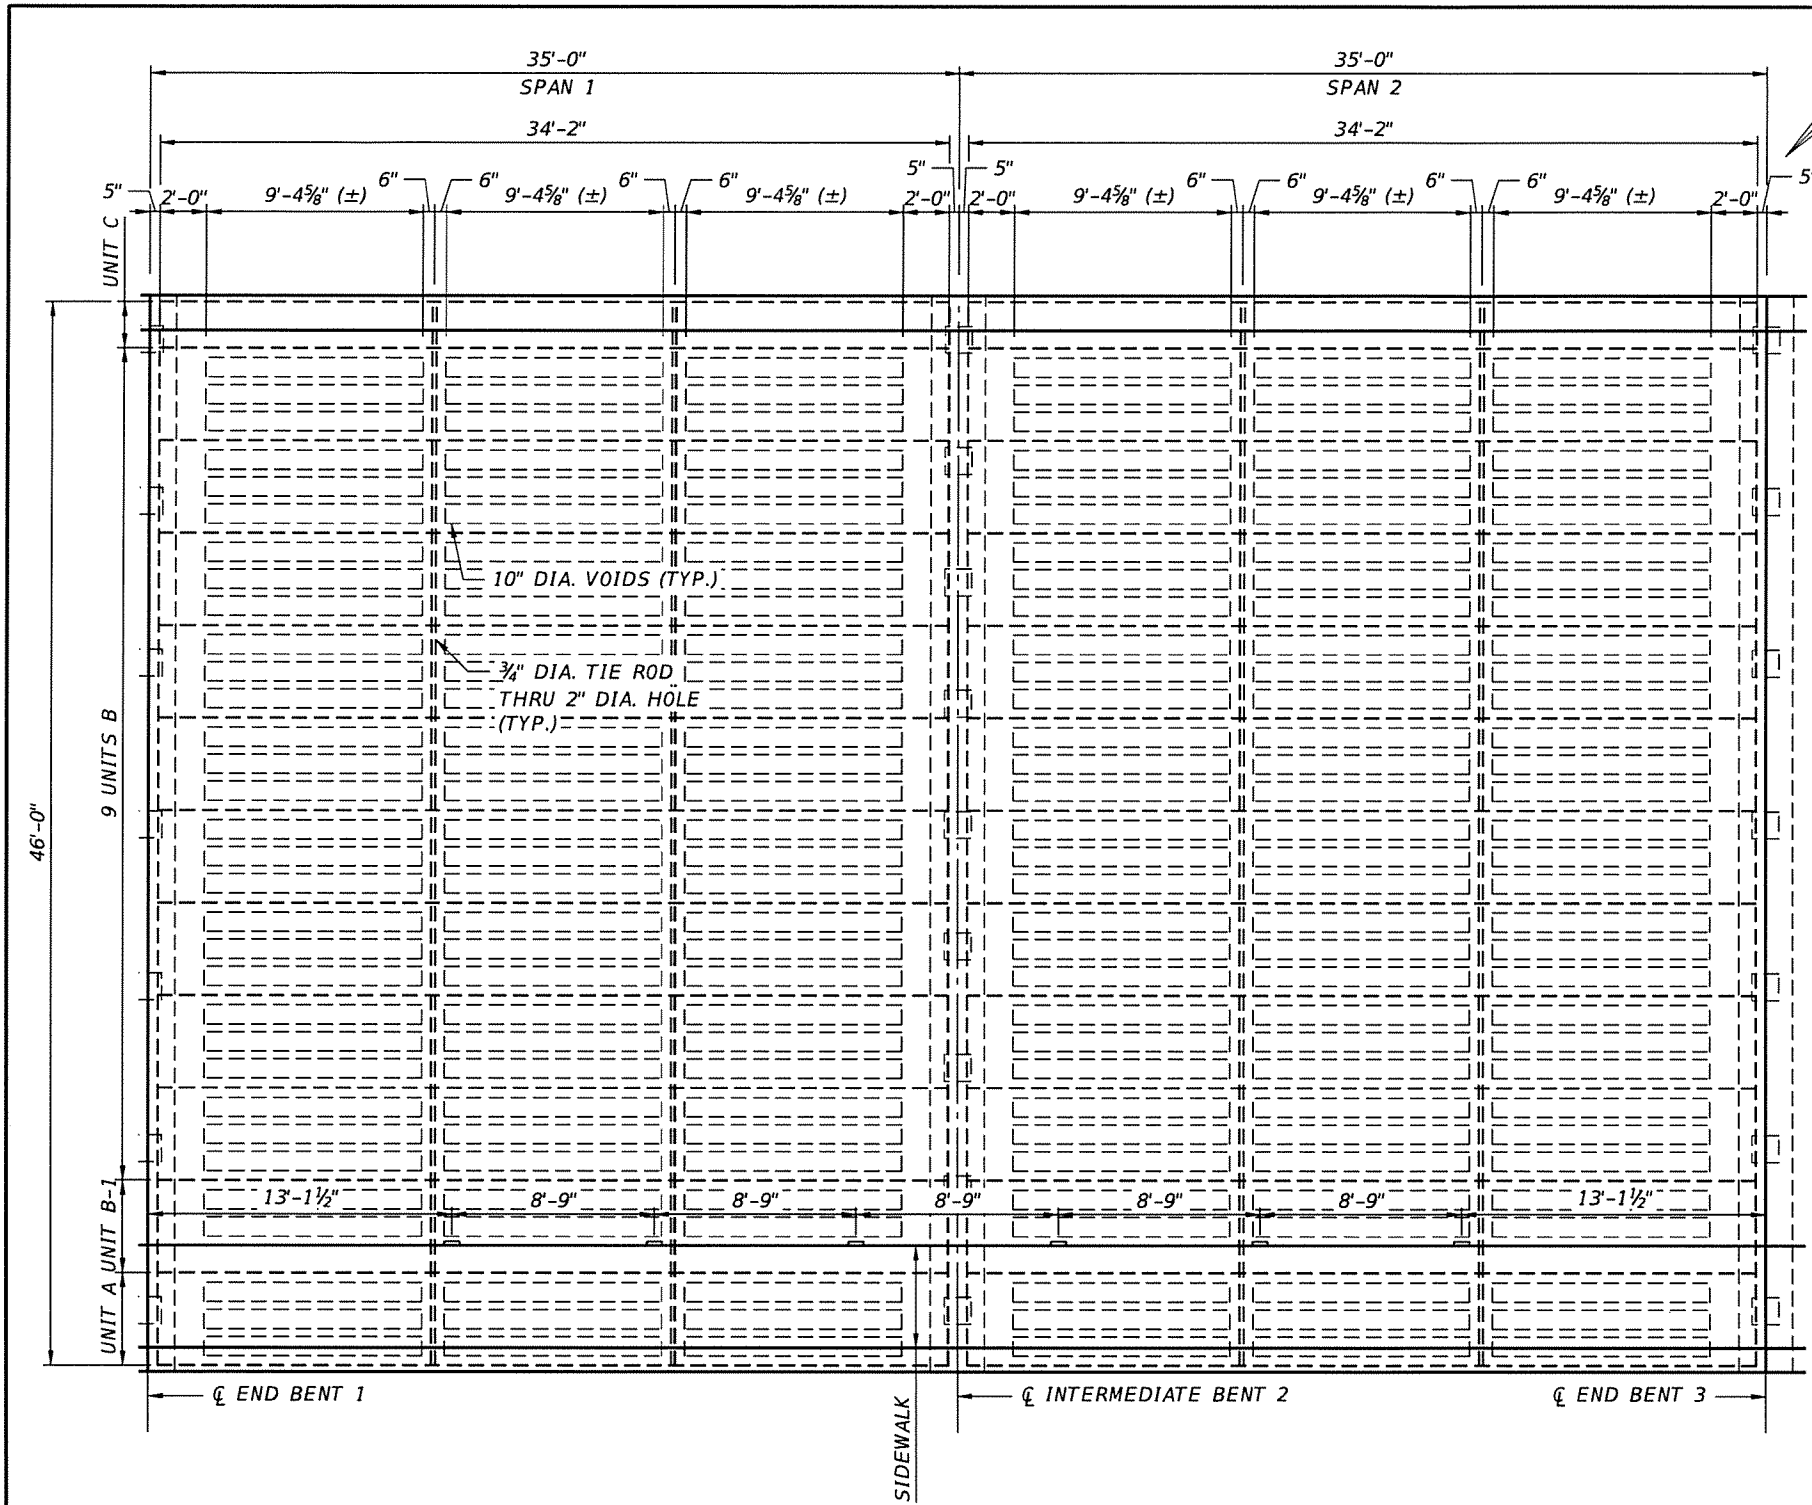 35'-0" 35'-0"
SPAN 1 SPAN 2
34'-2" 34'-2"
5" 2'-0" 9'-4⅝" (±) 6" 6" 9'-4⅝" (±) 6" 6" 9'-4⅝" (±) 2'-0" 5" 5" 2'-0" 9'-4⅝" (±) 6" 6" 9'-4⅝" (±) 6" 6" 9'-4⅝" (±) 2'-0" 5"
UNIT C
10" DIA. VOIDS (TYP.)
¾" DIA. TIE ROD
THRU 2" DIA. HOLE
(TYP.)
9 UNITS B
46'-0"
UNIT B-1
13'-1½" 8'-9" 8'-9" 8'-9" 8'-9" 8'-9" 13'-1½"
UNIT A
℄ END BENT 1 ℄ INTERMEDIATE BENT 2 ℄ END BENT 3
SIDEWALK